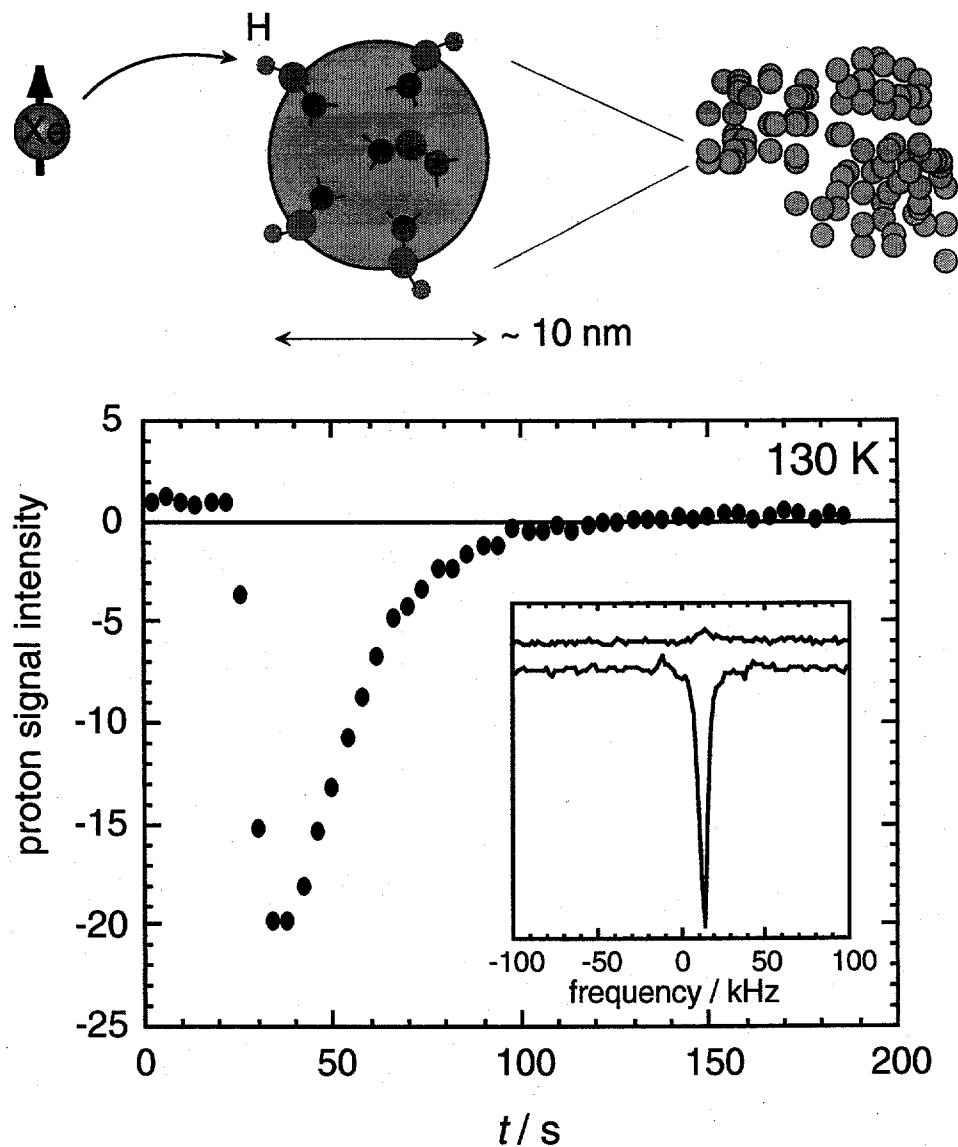 H
Xe
~ 10 nm
130 K
proton signal intensity
5
0
-5
-10
-15
-20
-25
0 50 100 150 200
t / s
-100 -50 0 50 100
frequency / kHz